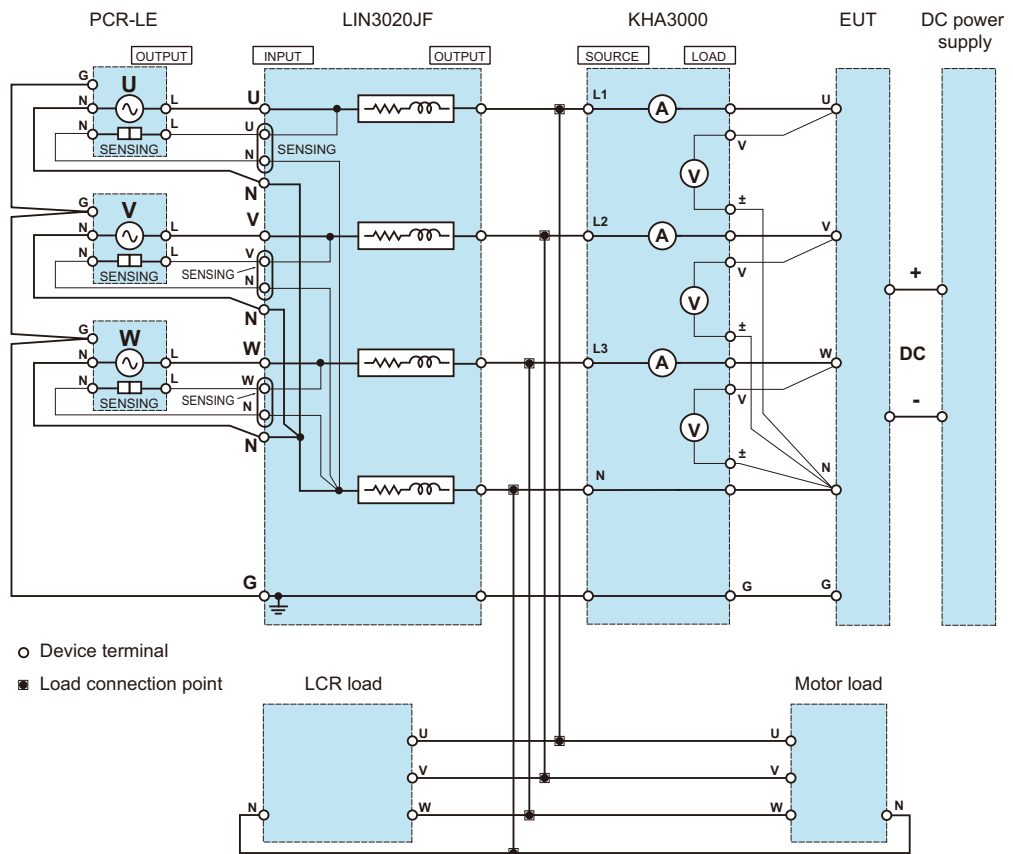 PCR-LE LIN3020JF KHA3000 EUT DC power
supply
OUTPUT INPUT OUTPUT SOURCE LOAD
G U
N L U L1 A U
N L U V
SENSING N SENSING V
N ±
G V V L2 A V
N L
N L V V
SENSING SENSING N V +
N ±
G W W L3 A W DC
N L
N L W V
SENSING SENSING N V -
N ±
N N
G G G
Device terminal
Load connection point LCR load Motor load
U U
V V
N W W N